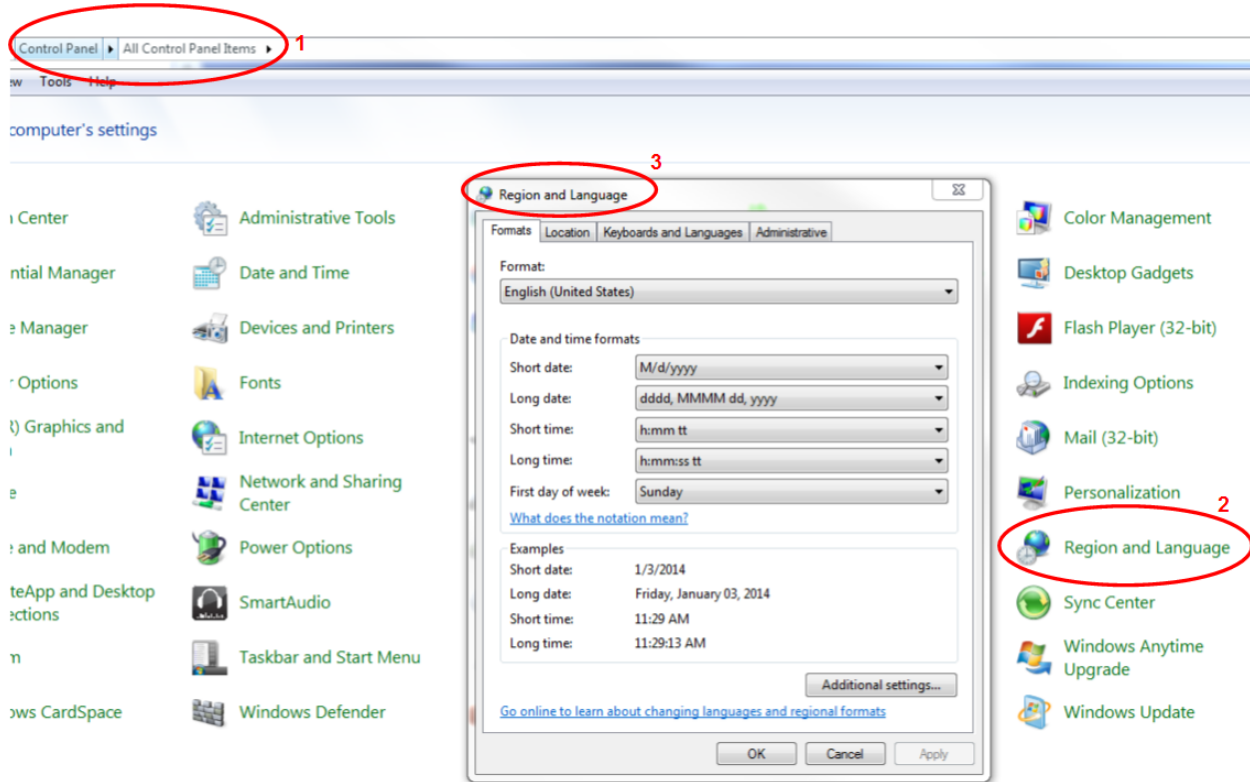 Control Panel ▸ All Control Panel Items ▸ 1
ew Tools Help
computer's settings
3
Region and Language
Formats Location Keyboards and Languages Administrative
Format:
English (United States)
Date and time formats
Short date: M/d/yyyy
Long date: dddd, MMMM dd, yyyy
Short time: h:mm tt
Long time: h:mm:ss tt
First day of week: Sunday
What does the notation mean?
Examples
Short date: 1/3/2014
Long date: Friday, January 03, 2014
Short time: 11:29 AM
Long time: 11:29:13 AM
Additional settings...
Go online to learn about changing languages and regional formats
OK Cancel Apply
n Center
ntial Manager
e Manager
r Options
R) Graphics and
e
e and Modem
teApp and Desktop
ections
m
ows CardSpace
Administrative Tools
Date and Time
Devices and Printers
Fonts
Internet Options
Network and Sharing
Center
Power Options
SmartAudio
Taskbar and Start Menu
Windows Defender
Color Management
Desktop Gadgets
Flash Player (32-bit)
Indexing Options
Mail (32-bit)
Personalization
2
Region and Language
Sync Center
Windows Anytime
Upgrade
Windows Update